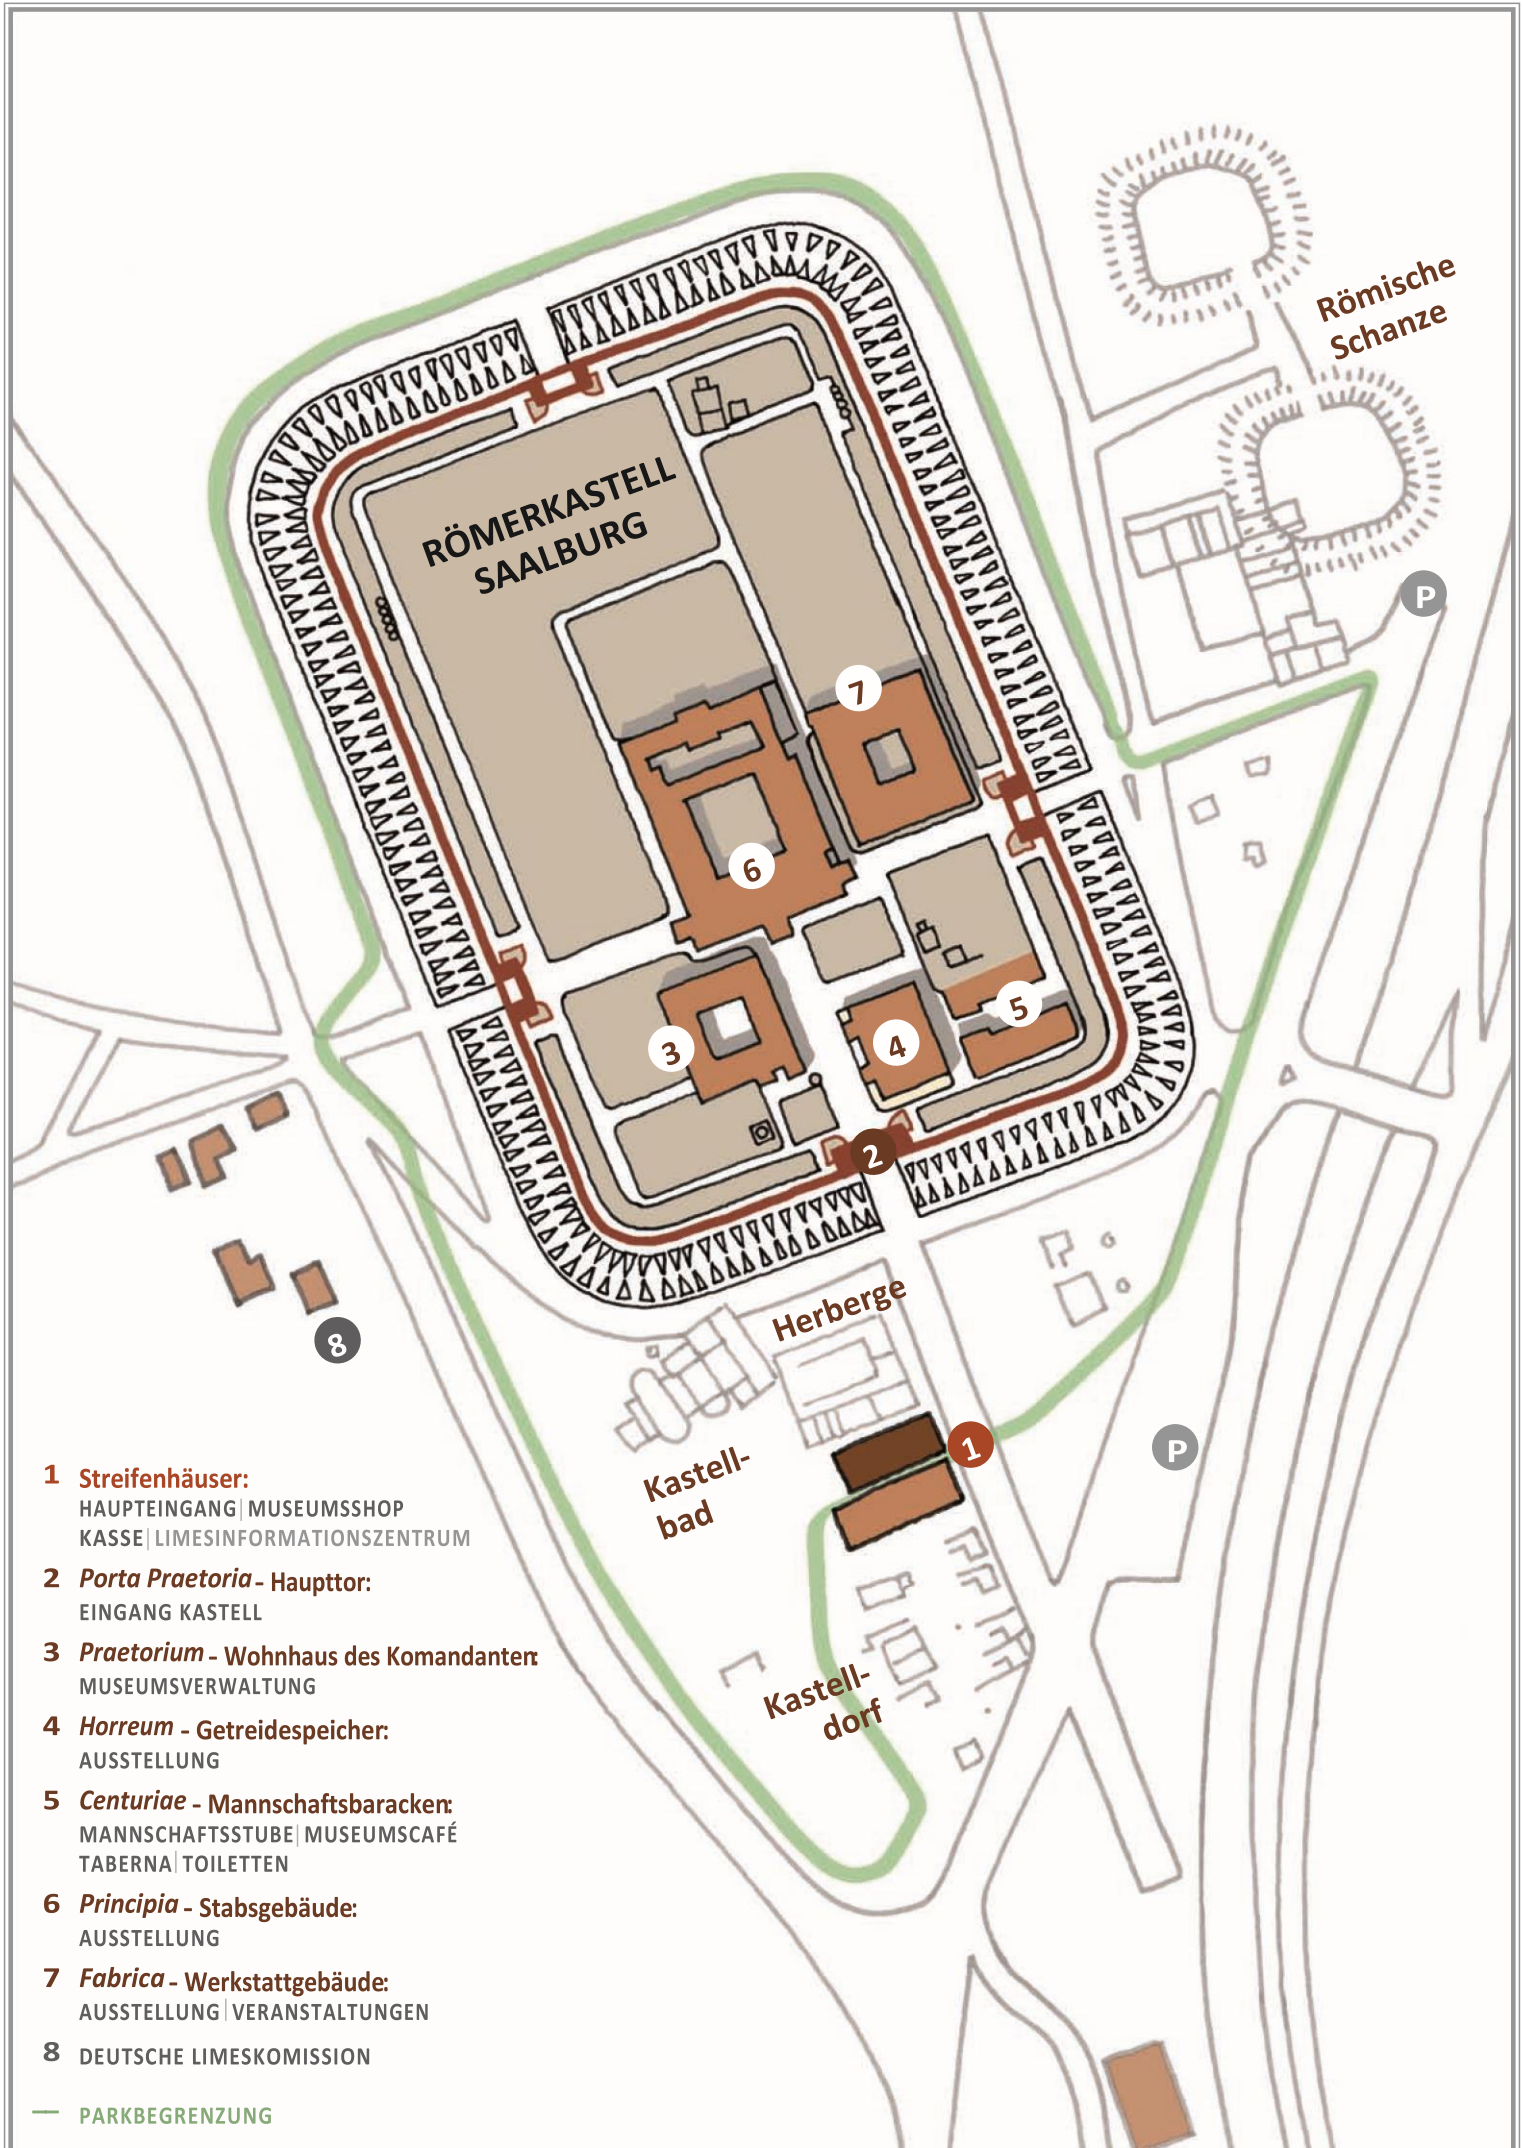 Römische
Schanze
RÖMERKASTELL
SAALBURG
P
7
6
5
4
3
2
Herberge
8
1
P
Kastell-
bad
Kastell-
dorf
1 Streifenhäuser:
HAUPTEINGANG | MUSEUMSSHOP
KASSE | LIMESINFORMATIONSZENTRUM
2 Porta Praetoria - Haupttor:
EINGANG KASTELL
3 Praetorium - Wohnhaus des Komandanten:
MUSEUMSVERWALTUNG
4 Horreum - Getreidespeicher:
AUSSTELLUNG
5 Centuriae - Mannschaftsbaracken:
MANNSCHAFTSSTUBE | MUSEUMSCAFÉ
TABERNA | TOILETTEN
6 Principia - Stabsgebäude:
AUSSTELLUNG
7 Fabrica - Werkstattgebäude:
AUSSTELLUNG | VERANSTALTUNGEN
8 DEUTSCHE LIMESKOMISSION
PARKBEGRENZUNG